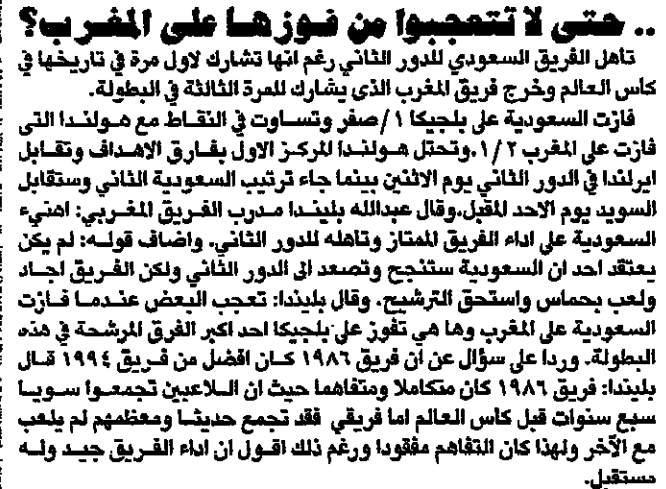 .. حتى لا تتعجبوا من فوزها على المغرب؟
تأهل الفريق السعودي للدور الثاني رغم انها تشارك لاول مرة في تاريخها في
كاس العالم وخرج فريق المغرب الذي يشارك للمرة الثالثة في البطولة.
فازت السعودية على بلجيكا ١/صفر وتساوت في النقاط مع هولندا التى
فازت على المغرب ١/٢.وتحتل هولندا المركز الاول بفارق الاهداف وتقابل
ايرلندا في الدور الثاني يوم الاثنين بينما جاء ترتيب السعودية الثاني وستقابل
السويد يوم الاحد المقبل.وقال عبدالله بليندا مدرب الفريق المغربي: اهنيء
السعودية على اداء الفريق الممتاز وتاهله للدور الثاني. واضاف قوله: لم يكن
يعتقد احد ان السعودية ستنجح وتصعد الى الدور الثاني ولكن الفريق اجاد
ولعب بحماس واستحق الترشيح. وقال بليندا: تعجب البعض عندما فازت
السعودية على المغرب وها هي تفوز على بلجيكا احد اكبر الفرق المرشحة في هذه
البطولة. وردا على سؤال عن ان فريق ١٩٨٦ كان افضل من فريق ١٩٩٤ قال
بليندا: فريق ١٩٨٦ كان متكاملا ومتفاهما حيث ان اللاعبين تجمعوا سويا
سبع سنوات قبل كاس العالم اما فريقي فقد تجمع حديثا ومعظمهم لم يلعب
مع الآخر ولهذا كان التفاهم مفقودا ورغم ذلك اقول ان اداء الفريق جيد وله
مستقبل.